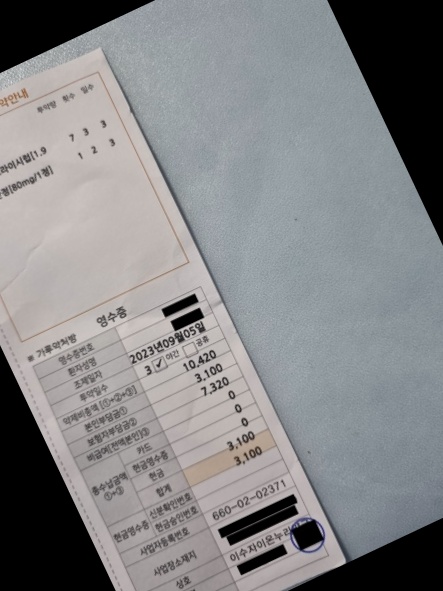 약안내
투약량 횟수 일수
라이시럽[1.9
7 3 3
정[80mg/1정]
1 2 3
※ 가루약처방
영수증
영수증번호
환자성명
조제일자 2023년09월05일
투약일수 3 ✓ 야간 공휴
약제비총액 [①+②+③] 10,420
본인부담금① 3,100
보험자부담금② 7,320
비급여(전액본인)③ 0
총수납금액 ①+③
카드 0
현금영수증 0
현금 3,100
합계 3,100
현금영수증 신분확인번호
현금승인번호
사업자등록번호 660-02-02371
사업장소재지
상호 이수자이온누리